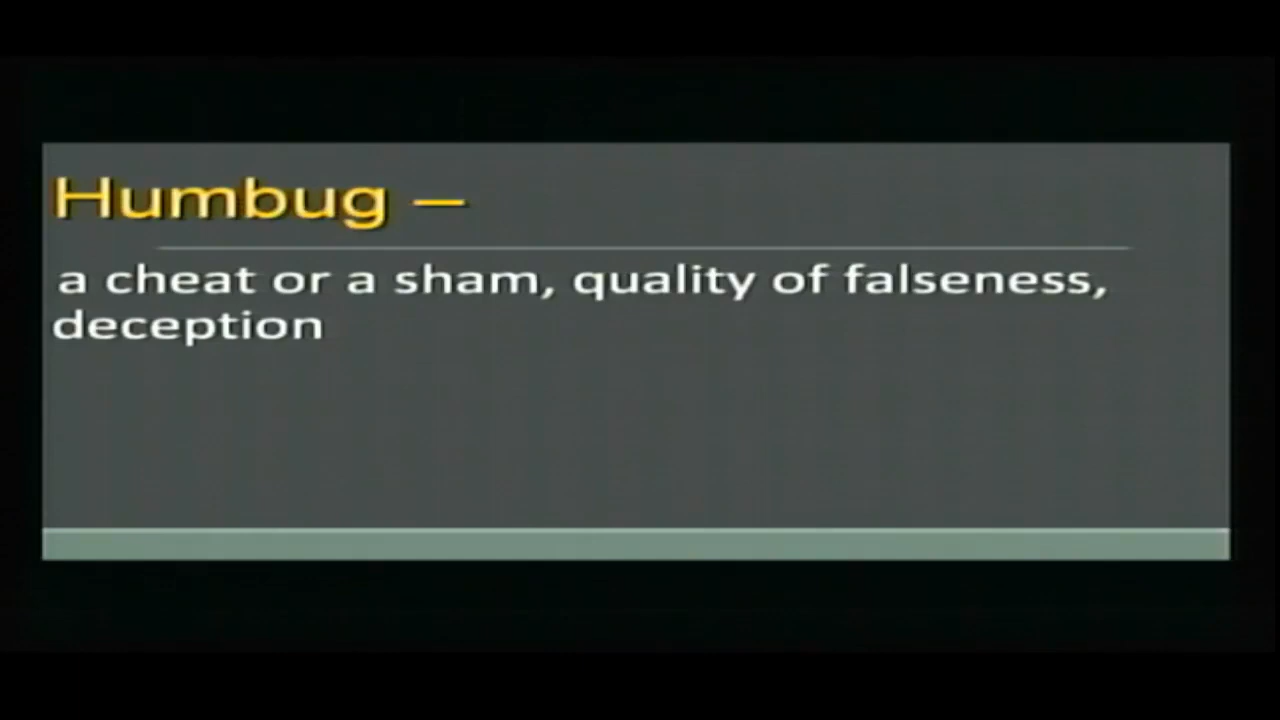 Humbug –
a cheat or a sham, quality of falseness,
deception